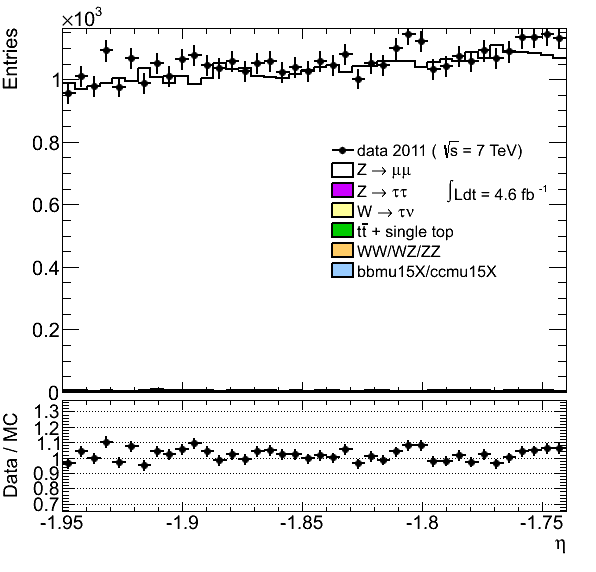 ×10³
Entries
1
0.8
0.6
0.4
0.2
0
data 2011 ( √s = 7 TeV)
Z → μμ
Z → ττ
∫Ldt = 4.6 fb⁻¹
W → τν
tt̄ + single top
WW/WZ/ZZ
bbmu15X/ccmu15X
Data / MC
1.3
1.2
1.1
1
0.9
0.8
0.7
-1.95 -1.9 -1.85 -1.8 -1.75
η